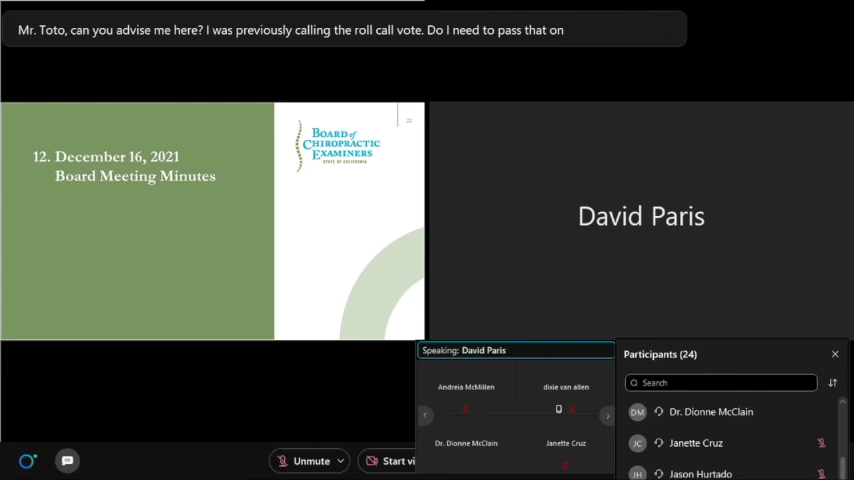 Mr. Toto, can you advise me here? I was previously calling the roll call vote. Do I need to pass that on
22
12. December 16, 2021
Board Meeting Minutes
BOARD of
CHIROPRACTIC
EXAMINERS
STATE OF CALIFORNIA
David Paris
Speaking: David Paris
Andreia McMillen
dixie van allen
Dr. Dionne McClain
Janette Cruz
Participants (24)
Search
DM Dr. Dionne McClain
JC Janette Cruz
JH Jason Hurtado
Unmute
Start vi